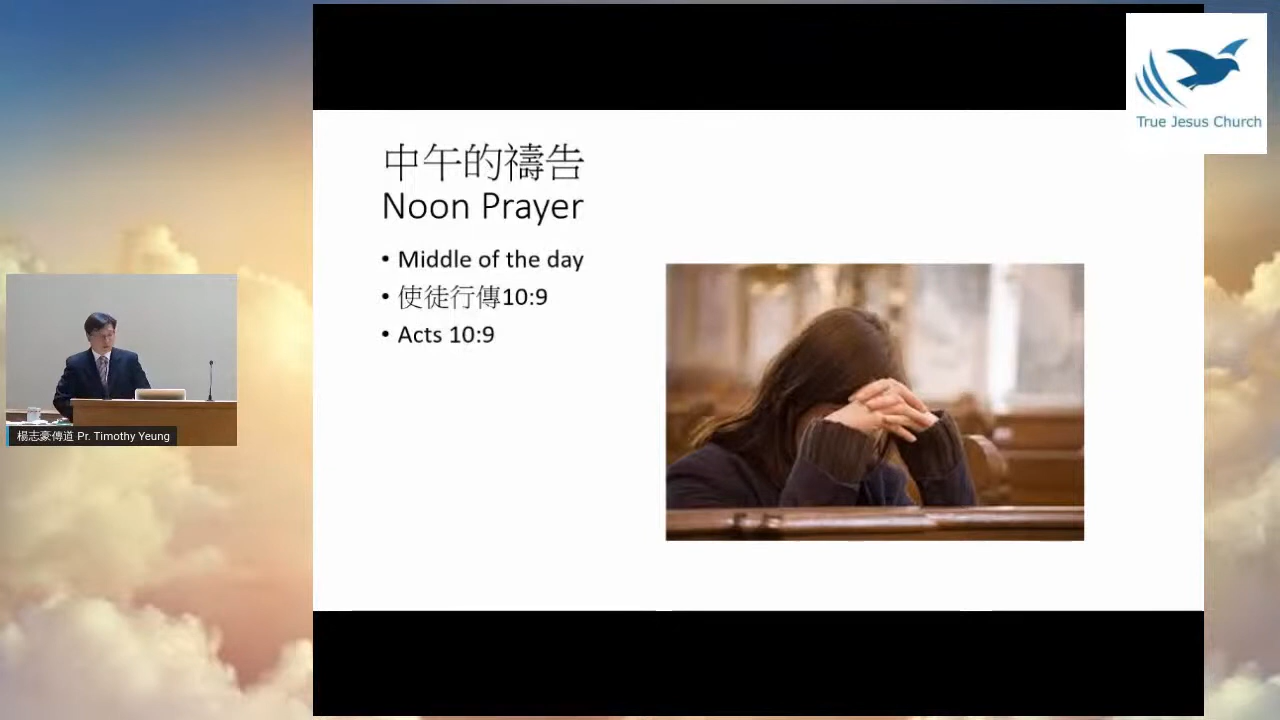 True Jesus Church
中午的禱告
Noon Prayer
• Middle of the day
• 使徒行傳10:9
• Acts 10:9
楊志豪傳道 Pr. Timothy Yeung